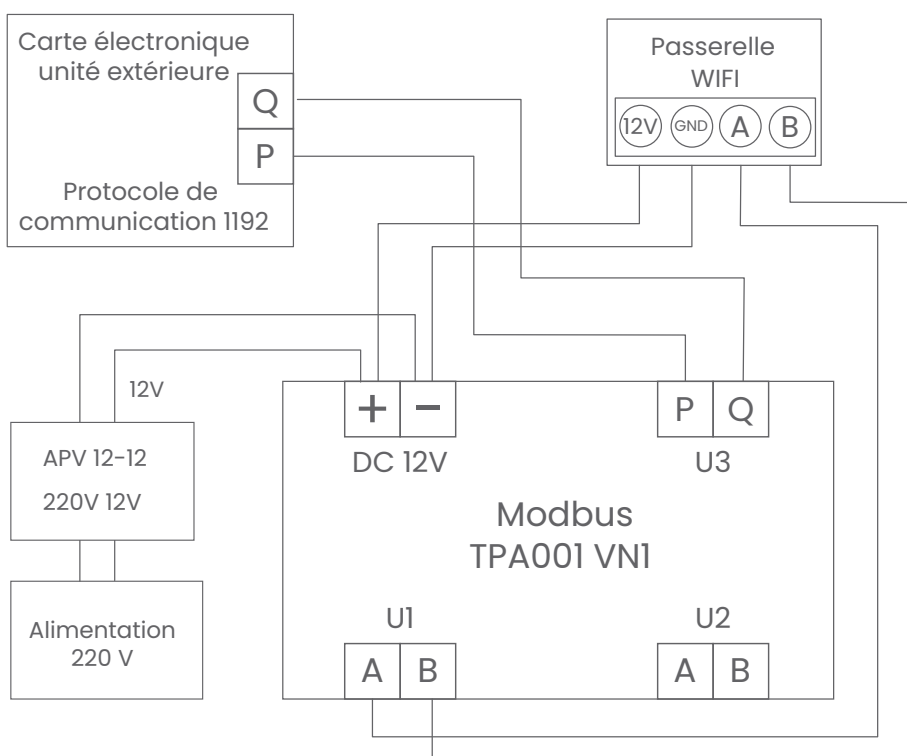 Carte électronique
unité extérieure
Q
P
Protocole de
communication 1192
Passerelle
WIFI
12V GND A B
12V
APV 12-12
220V 12V
Alimentation
220 V
+ −
DC 12V
P Q
U3
Modbus
TPA001 VN1
U1
A B
U2
A B